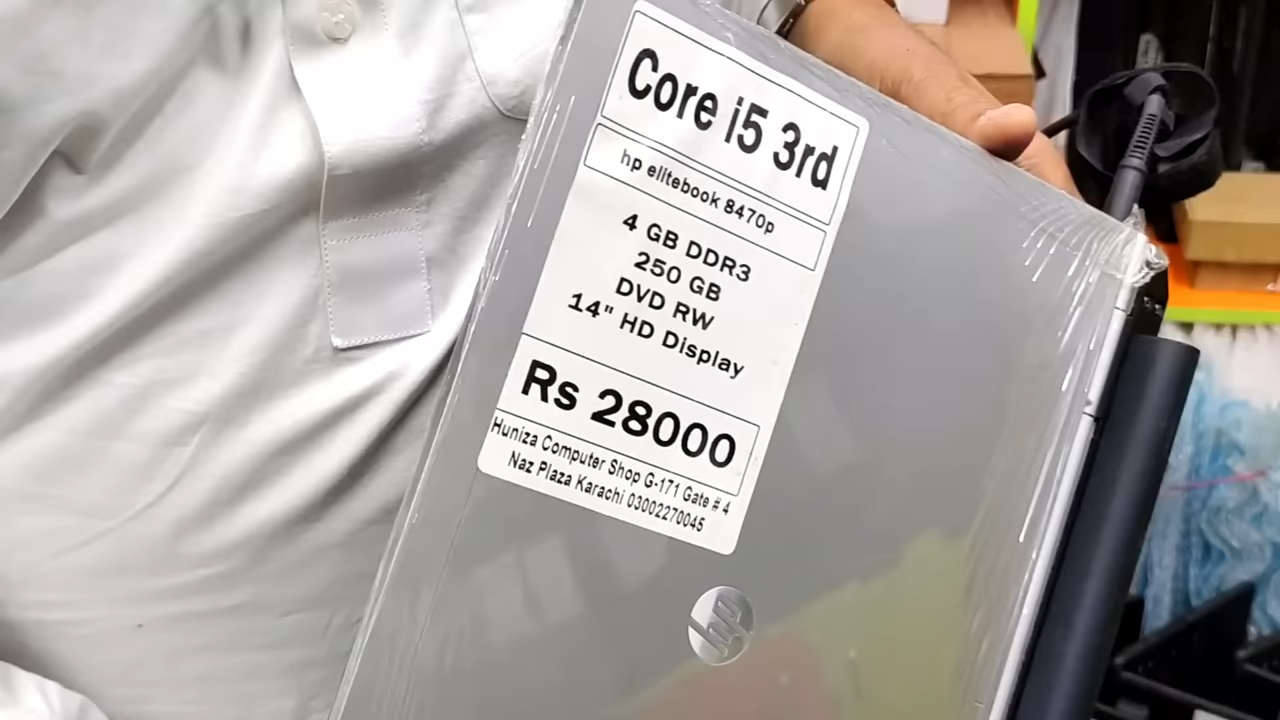 Core i5 3rd
hp elitebook 8470p
4 GB DDR3
250 GB
DVD RW
14" HD Display
Rs 28000
Huniza Computer Shop G-171 Gate # 4
Naz Plaza Karachi 03002270045
hp